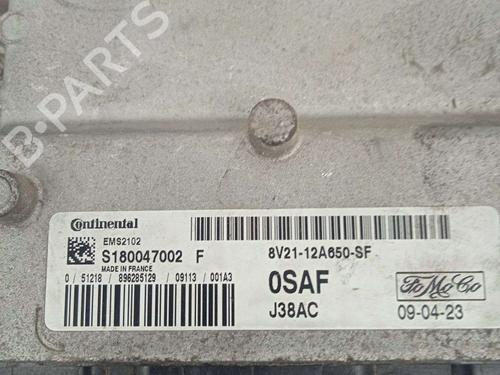 B-PARTS
Continental
EMS2102
S180047002 F
MADE IN FRANCE
0 / 51218 / 896285129 / 09113 / 001A3
8V21-12A650-SF
0SAF
J38AC
FoMoCo
09-04-23